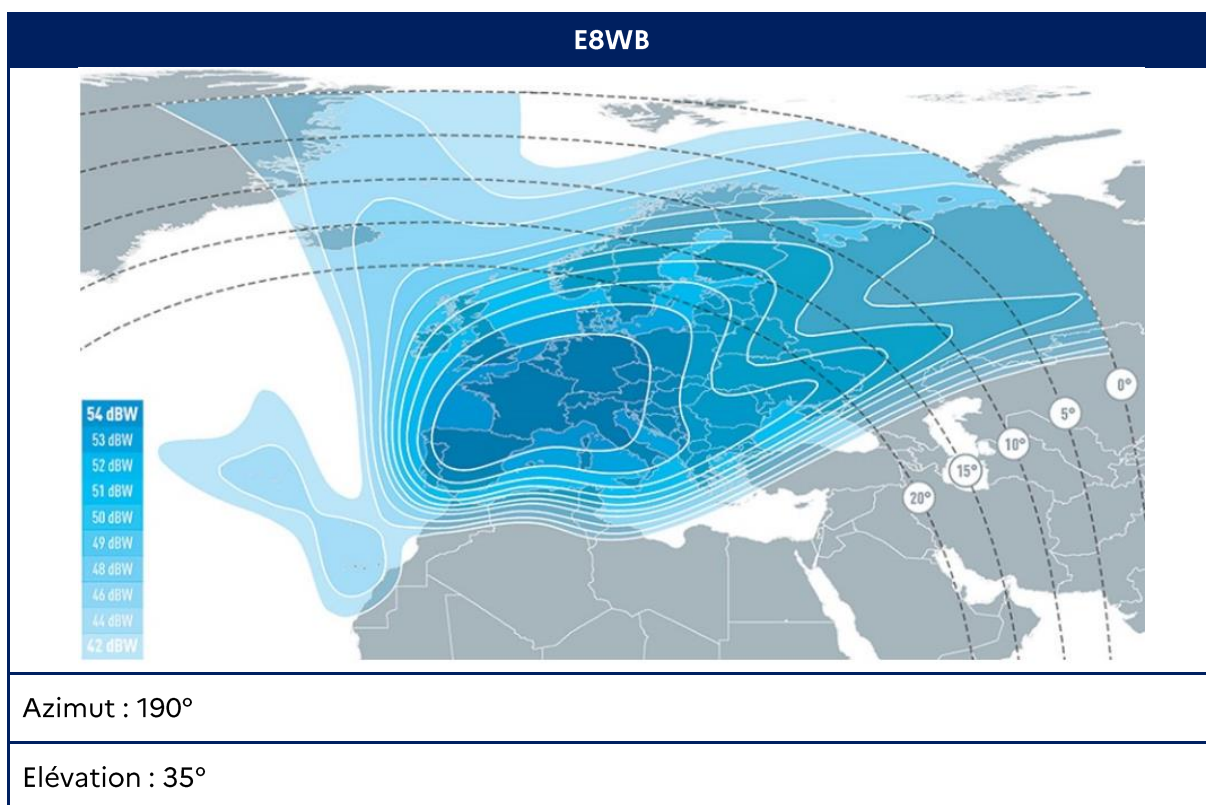 E8WB
54 dBW
53 dBW
52 dBW
51 dBW
50 dBW
49 dBW
48 dBW
46 dBW
44 dBW
42 dBW
0°
5°
10°
15°
20°
Azimut : 190°
Elévation : 35°